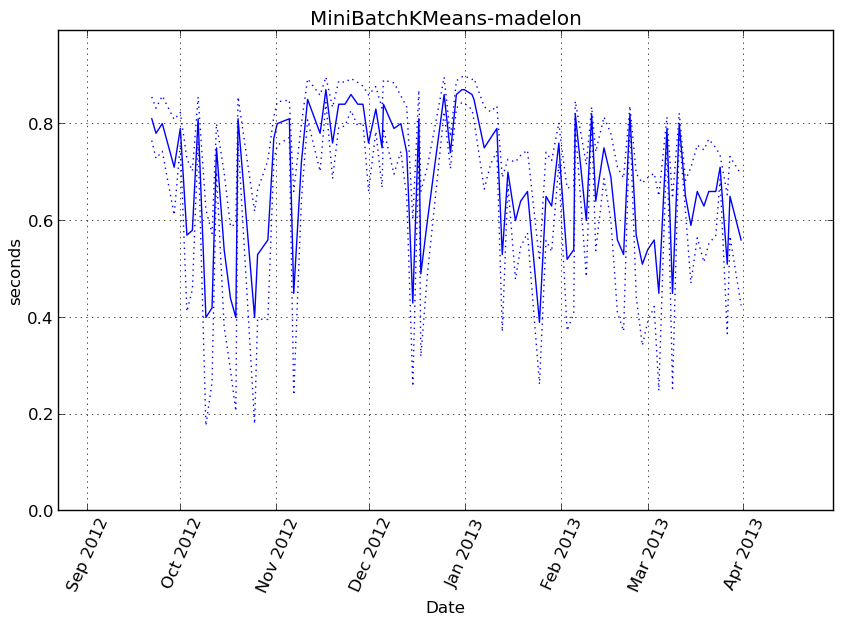 MiniBatchKMeans-madelon
seconds
0.8
0.6
0.4
0.2
0.0
Sep 2012
Oct 2012
Nov 2012
Dec 2012
Jan 2013
Feb 2013
Mar 2013
Apr 2013
Date